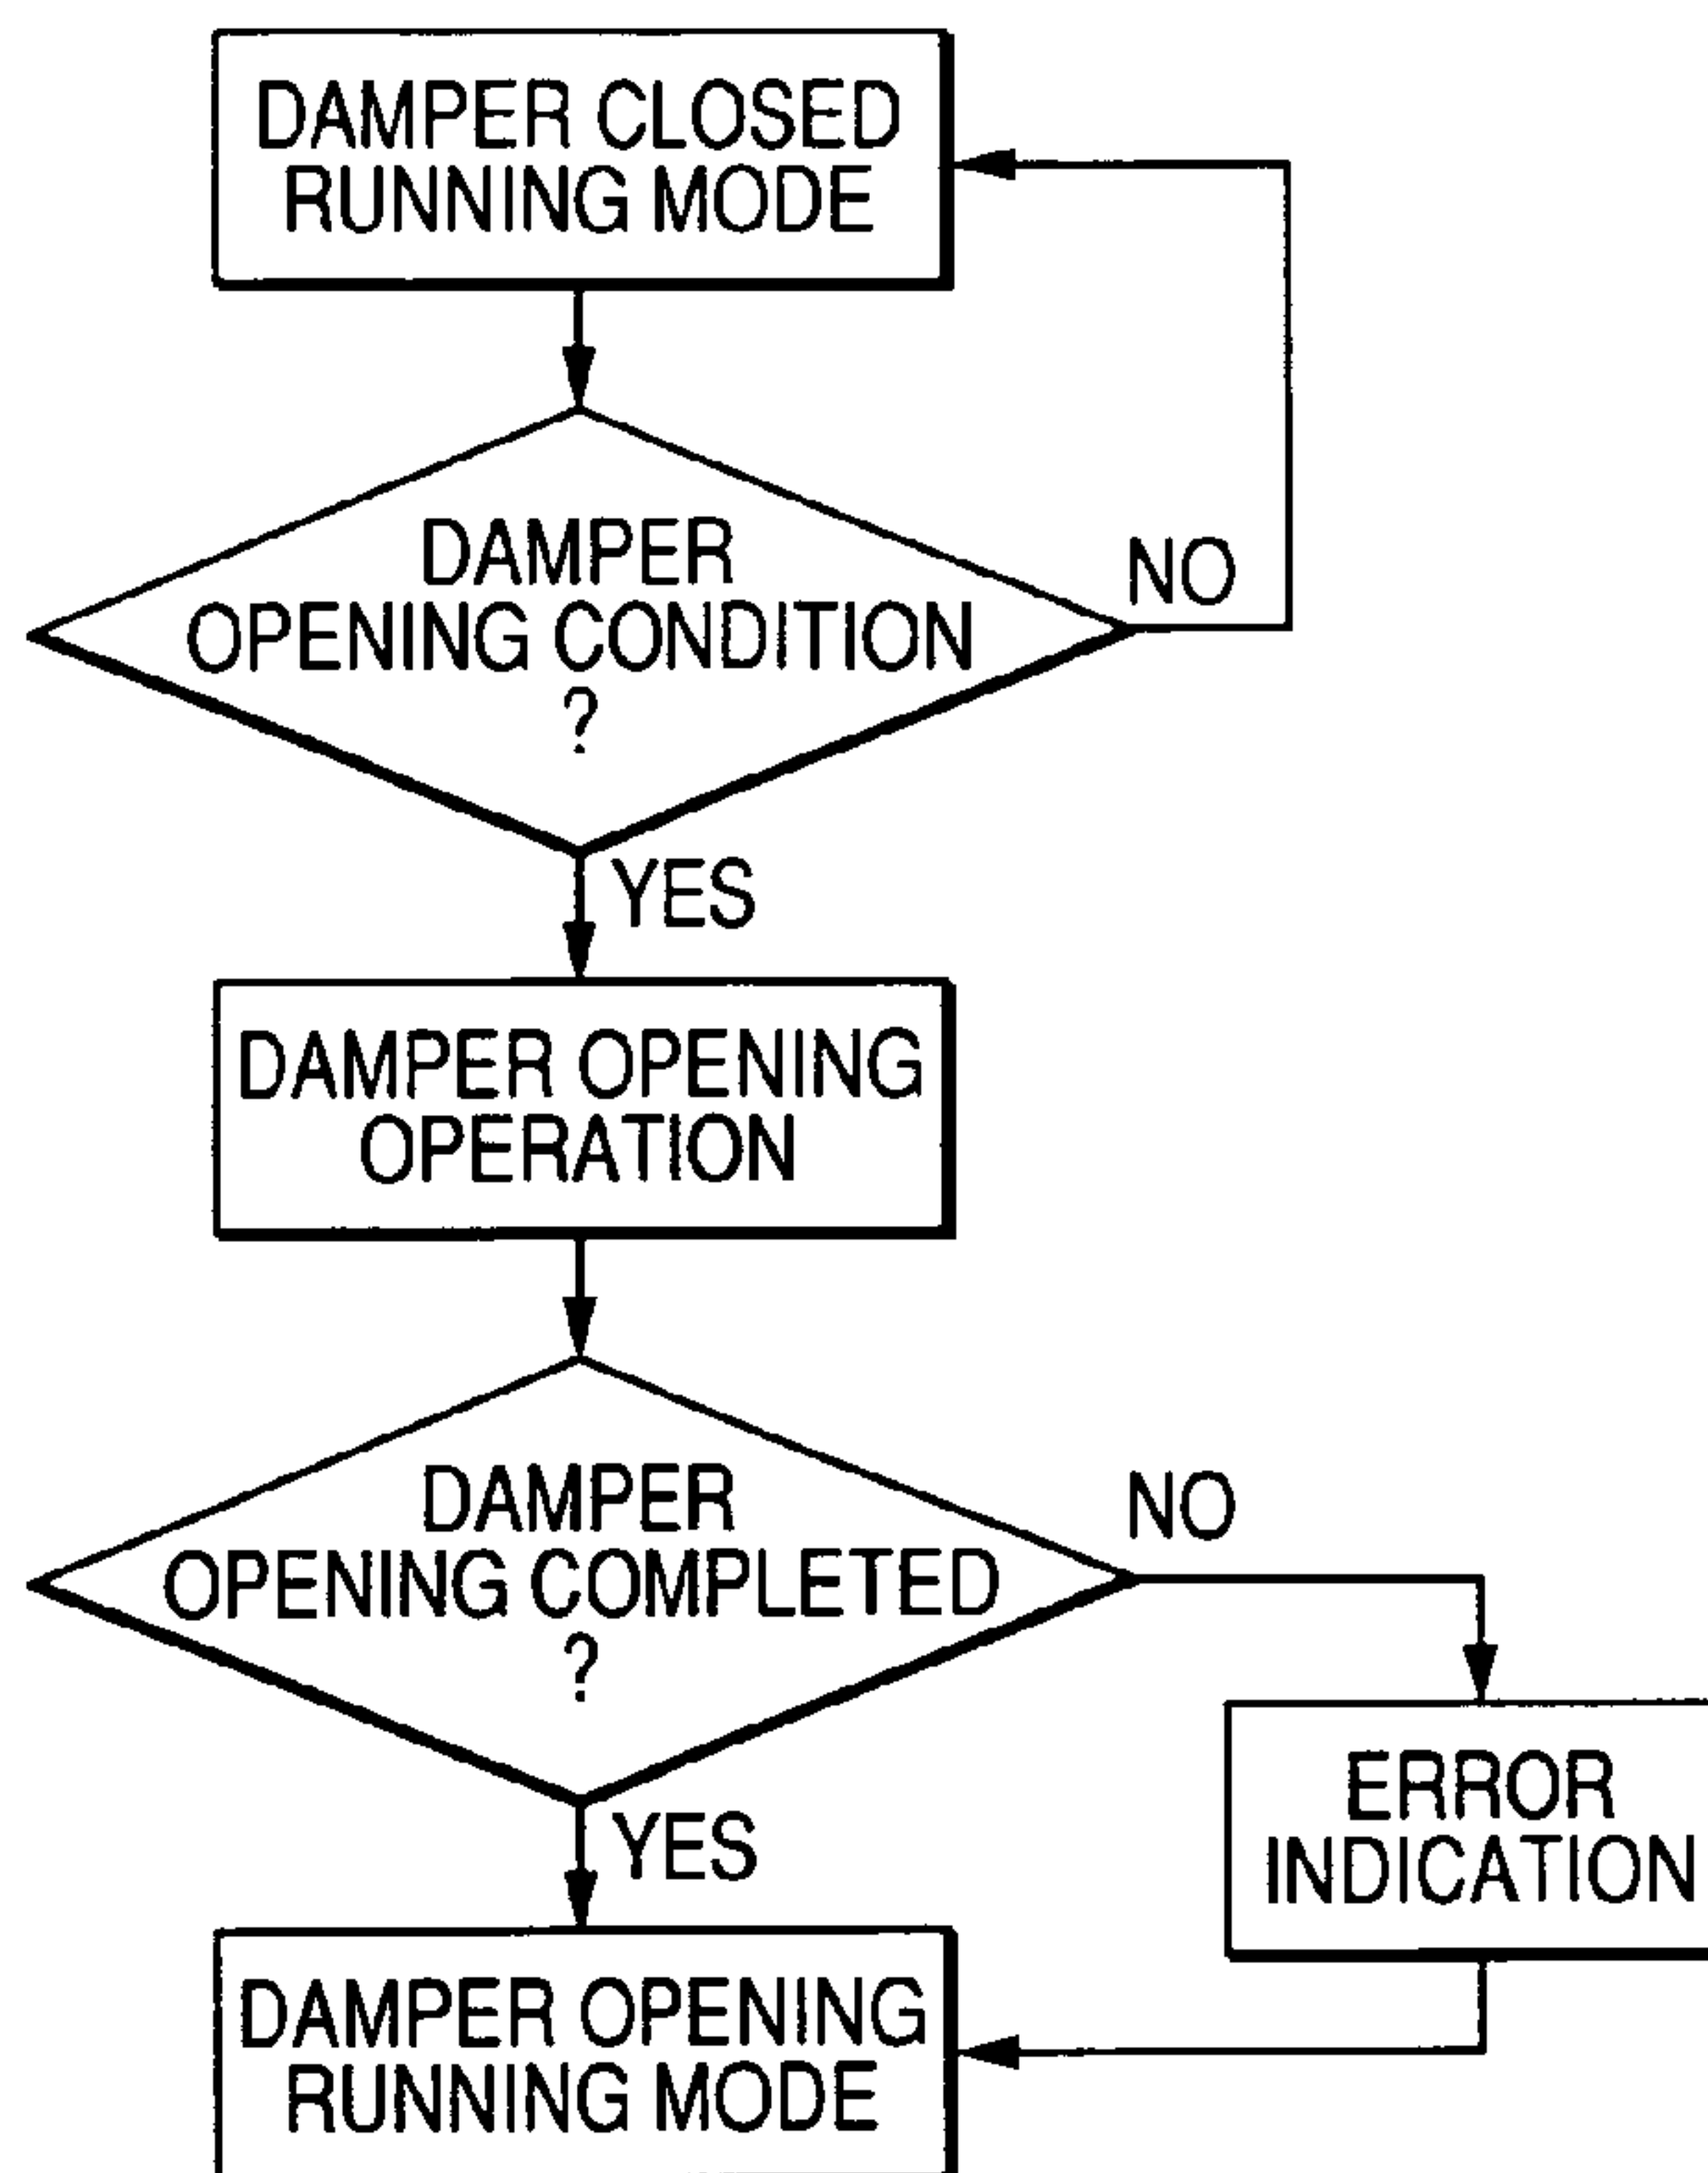 DAMPER CLOSED
RUNNING MODE
DAMPER
OPENING CONDITION
?
NO
YES
DAMPER OPENING
OPERATION
DAMPER
OPENING COMPLETED
?
NO
YES
ERROR
INDICATION
DAMPER OPENING
RUNNING MODE